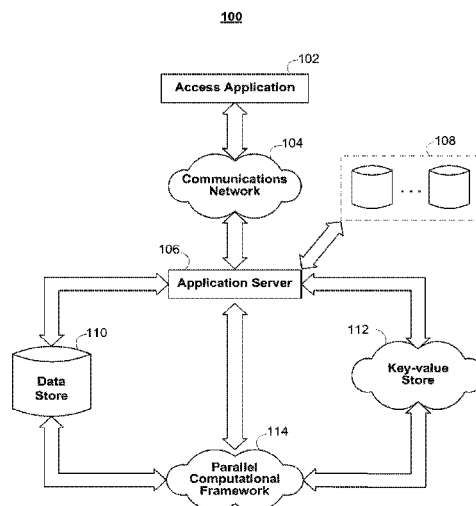 100
102
Access Application
104
Communications
Network
108
. . .
106
Application Server
110
Data
Store
112
Key-value
Store
114
Parallel
Computational
Framework